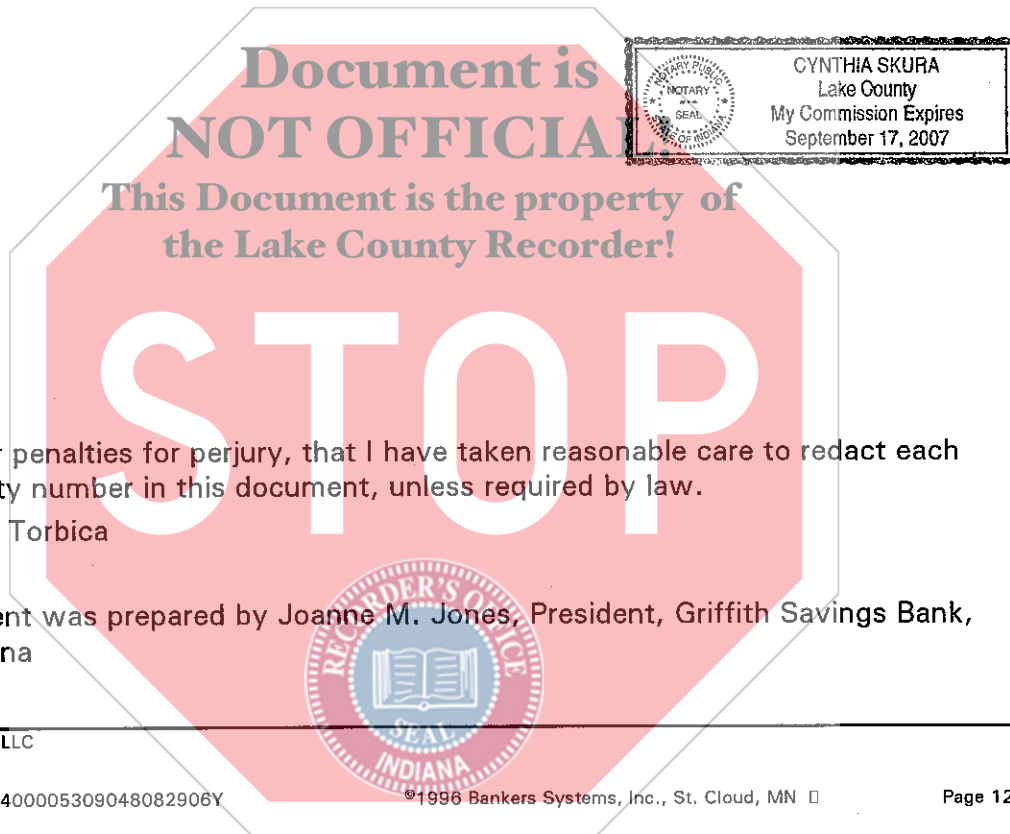 Document is
NOT OFFICIAL!
This Document is the property of
the Lake County Recorder!
NOTARY PUBLIC
NOTARY
SEAL
OF INDIANA
CYNTHIA SKURA
Lake County
My Commission Expires
September 17, 2007
STOP
penalties for perjury, that I have taken reasonable care to redact each
ty number in this document, unless required by law.
Torbica
ent was prepared by Joanne M. Jones, President, Griffith Savings Bank,
na
RECORDER'S OFFICE
SEAL
INDIANA
LLC
400005309048082906Y
©1996 Bankers Systems, Inc., St. Cloud, MN
Page 12